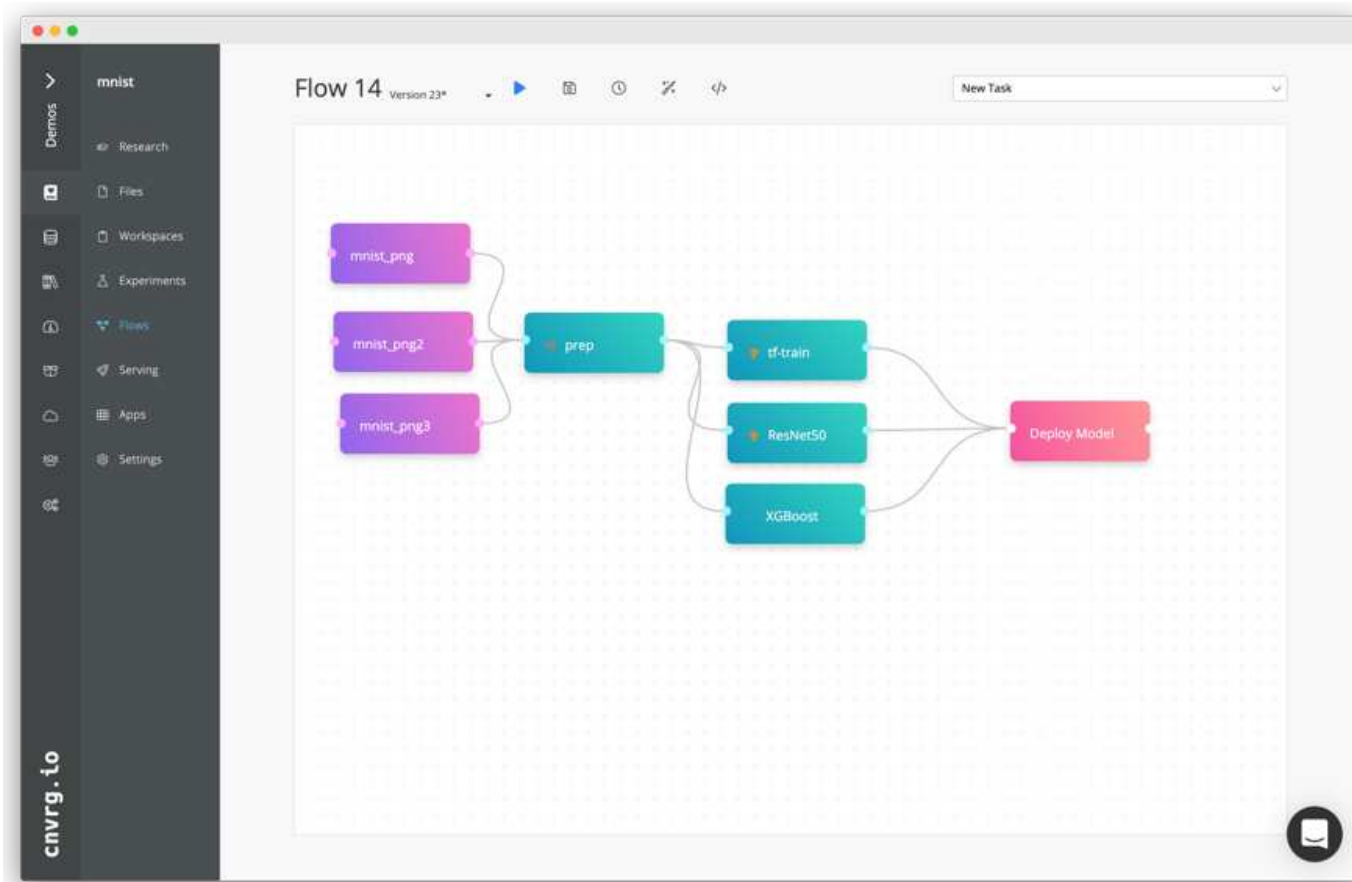 mnist
Demos
Research
Files
Workspaces
Experiments
Flows
Serving
Apps
Settings
cnvrg.io
Flow 14 Version 23*
New Task
mnist_png
mnist_png2
mnist_png3
prep
tf-train
ResNet50
XGBoost
Deploy Model